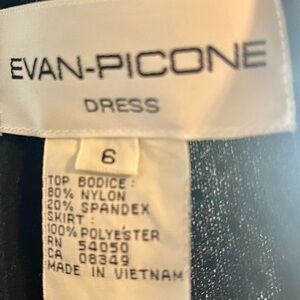 EVAN-PICONE
DRESS
6
TOP BODICE:
80% NYLON
20% SPANDEX
SKIRT:
100% POLYESTER
RN 54050
CA 08349
MADE IN VIETNAM